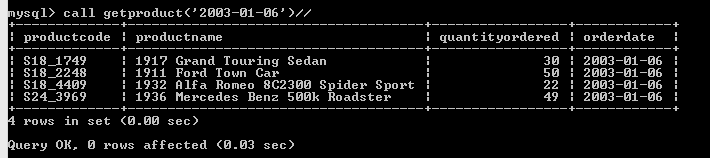 mysql> call getproduct('2003-01-06')//
productcode | productname | quantityordered | orderdate
S18_1749 | 1917 Grand Touring Sedan | 30 | 2003-01-06
S18_2248 | 1911 Ford Town Car | 50 | 2003-01-06
S18_4409 | 1932 Alfa Romeo 8C2300 Spider Sport | 22 | 2003-01-06
S24_3969 | 1936 Mercedes Benz 500k Roadster | 49 | 2003-01-06
4 rows in set (0.00 sec)
Query OK, 0 rows affected (0.03 sec)